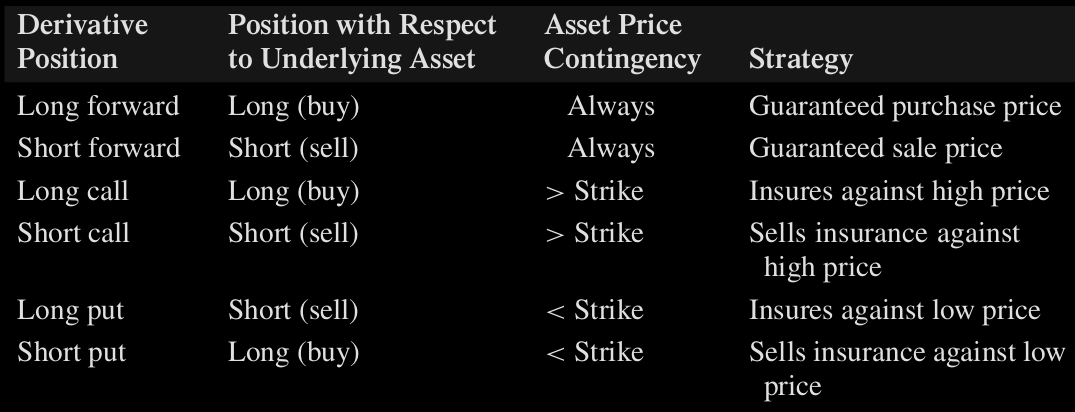 Derivative Position with Respect Asset Price
Position to Underlying Asset Contingency Strategy
Long forward Long (buy) Always Guaranteed purchase price
Short forward Short (sell) Always Guaranteed sale price
Long call Long (buy) > Strike Insures against high price
Short call Short (sell) > Strike Sells insurance against
high price
Long put Short (sell) < Strike Insures against low price
Short put Long (buy) < Strike Sells insurance against low
price